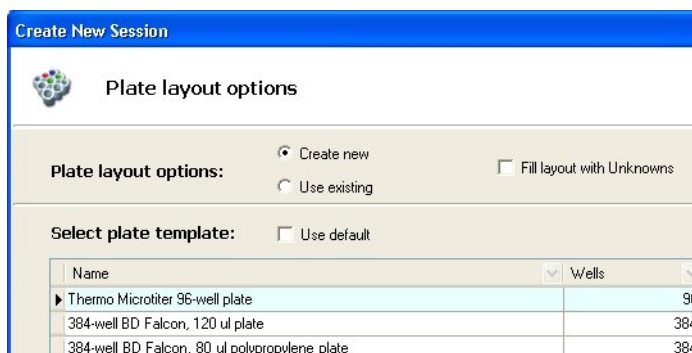 Create New Session
Plate layout options
Plate layout options:
Create new
Fill layout with Unknowns
Use existing
Select plate template:
Use default
Name Wells
Thermo Microtiter 96-well plate
384-well BD Falcon, 120 ul plate 384
384-well BD Falcon, 80 ul polypropylene plate 384